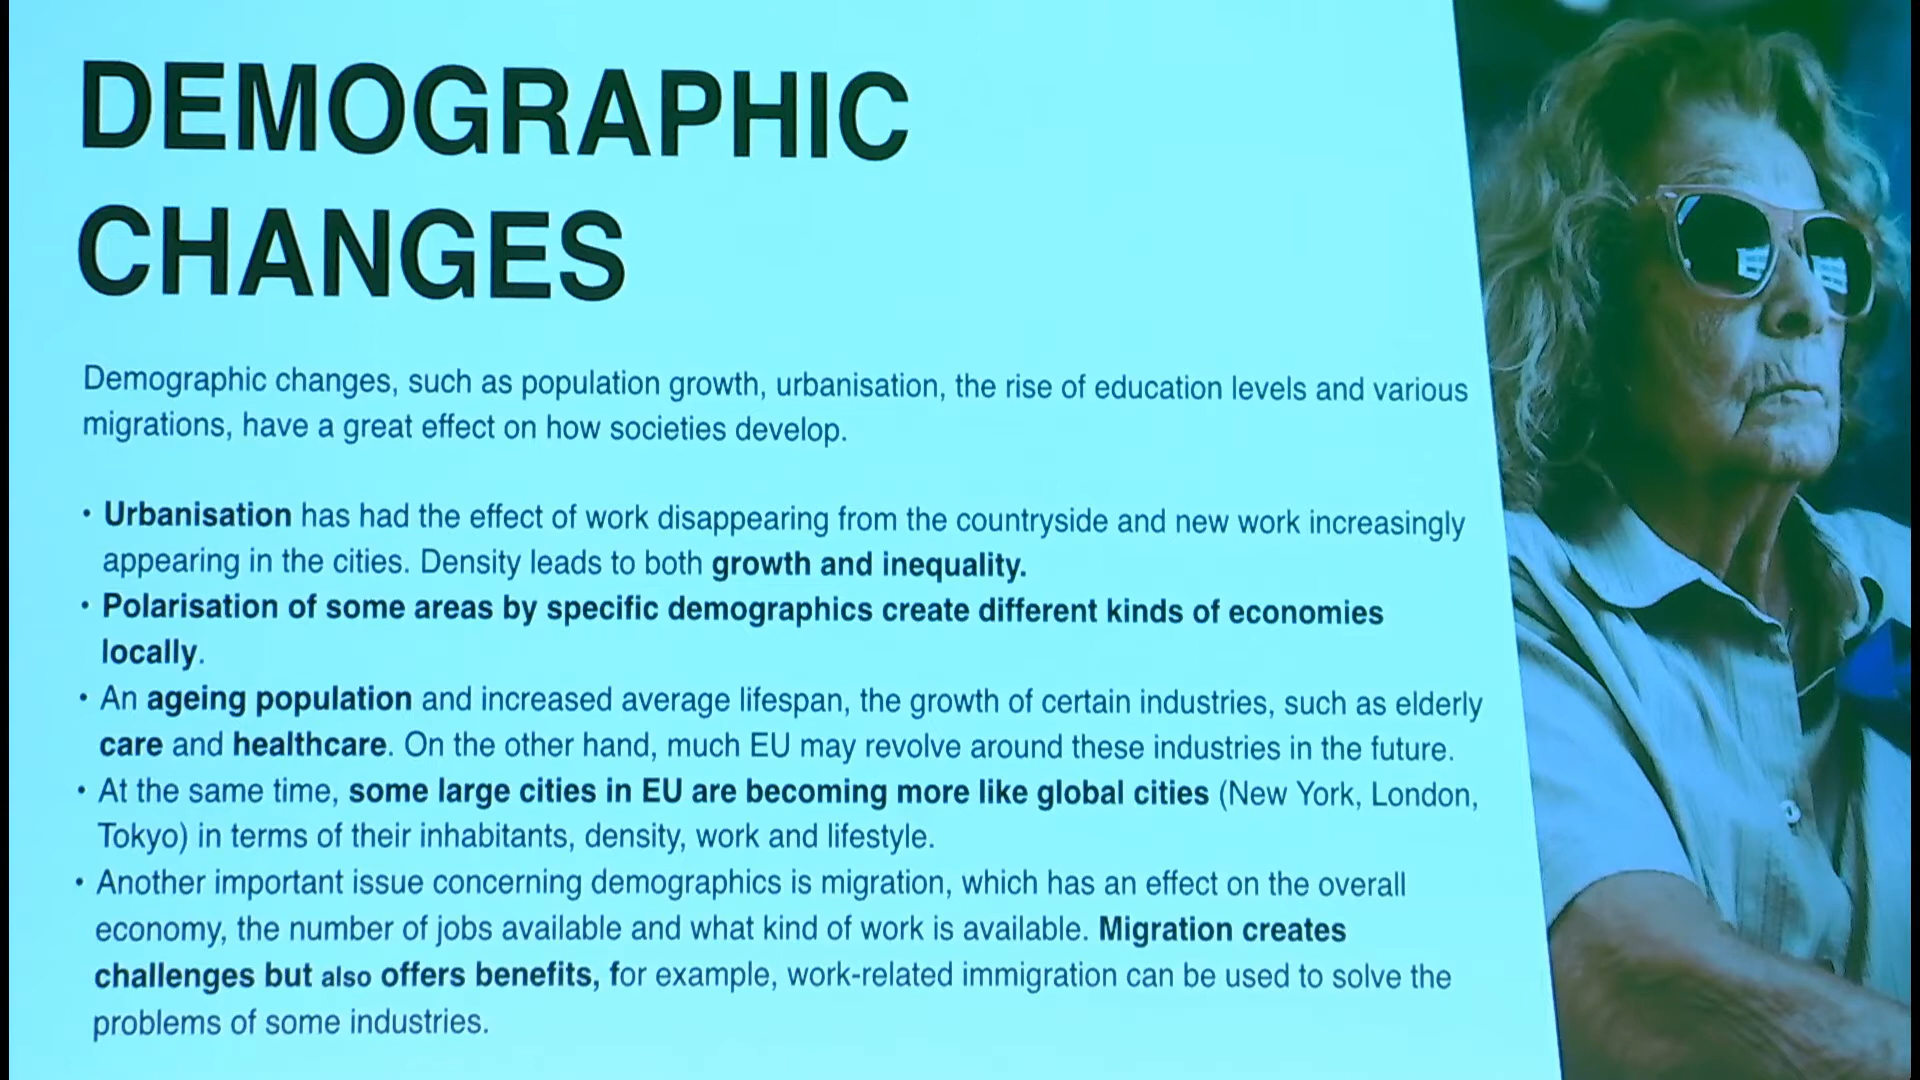 DEMOGRAPHIC
CHANGES
Demographic changes, such as population growth, urbanisation, the rise of education levels and various
migrations, have a great effect on how societies develop.
• Urbanisation has had the effect of work disappearing from the countryside and new work increasingly
appearing in the cities. Density leads to both growth and inequality.
• Polarisation of some areas by specific demographics create different kinds of economies
locally.
• An ageing population and increased average lifespan, the growth of certain industries, such as elderly
care and healthcare. On the other hand, much EU may revolve around these industries in the future.
• At the same time, some large cities in EU are becoming more like global cities (New York, London,
Tokyo) in terms of their inhabitants, density, work and lifestyle.
• Another important issue concerning demographics is migration, which has an effect on the overall
economy, the number of jobs available and what kind of work is available. Migration creates
challenges but also offers benefits, for example, work-related immigration can be used to solve the
problems of some industries.